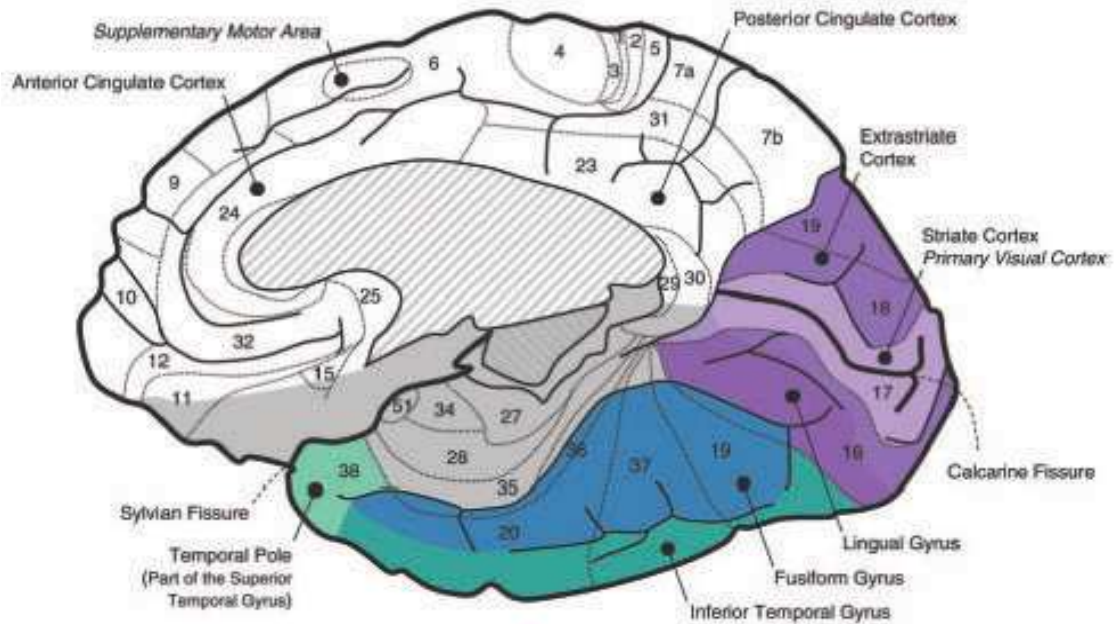 Supplementary Motor Area
Anterior Cingulate Cortex
Posterior Cingulate Cortex
Extrastriate
Cortex
Striate Cortex
Primary Visual Cortex
4
3
1
2
5
6
7a
31
7b
23
9
24
19
10
25
29
30
18
32
12
15
11
17
51
34
27
28
36
37
19
18
38
35
20
Calcarine Fissure
Sylvian Fissure
Lingual Gyrus
Temporal Pole
(Part of the Superior
Temporal Gyrus)
Fusiform Gyrus
Inferior Temporal Gyrus